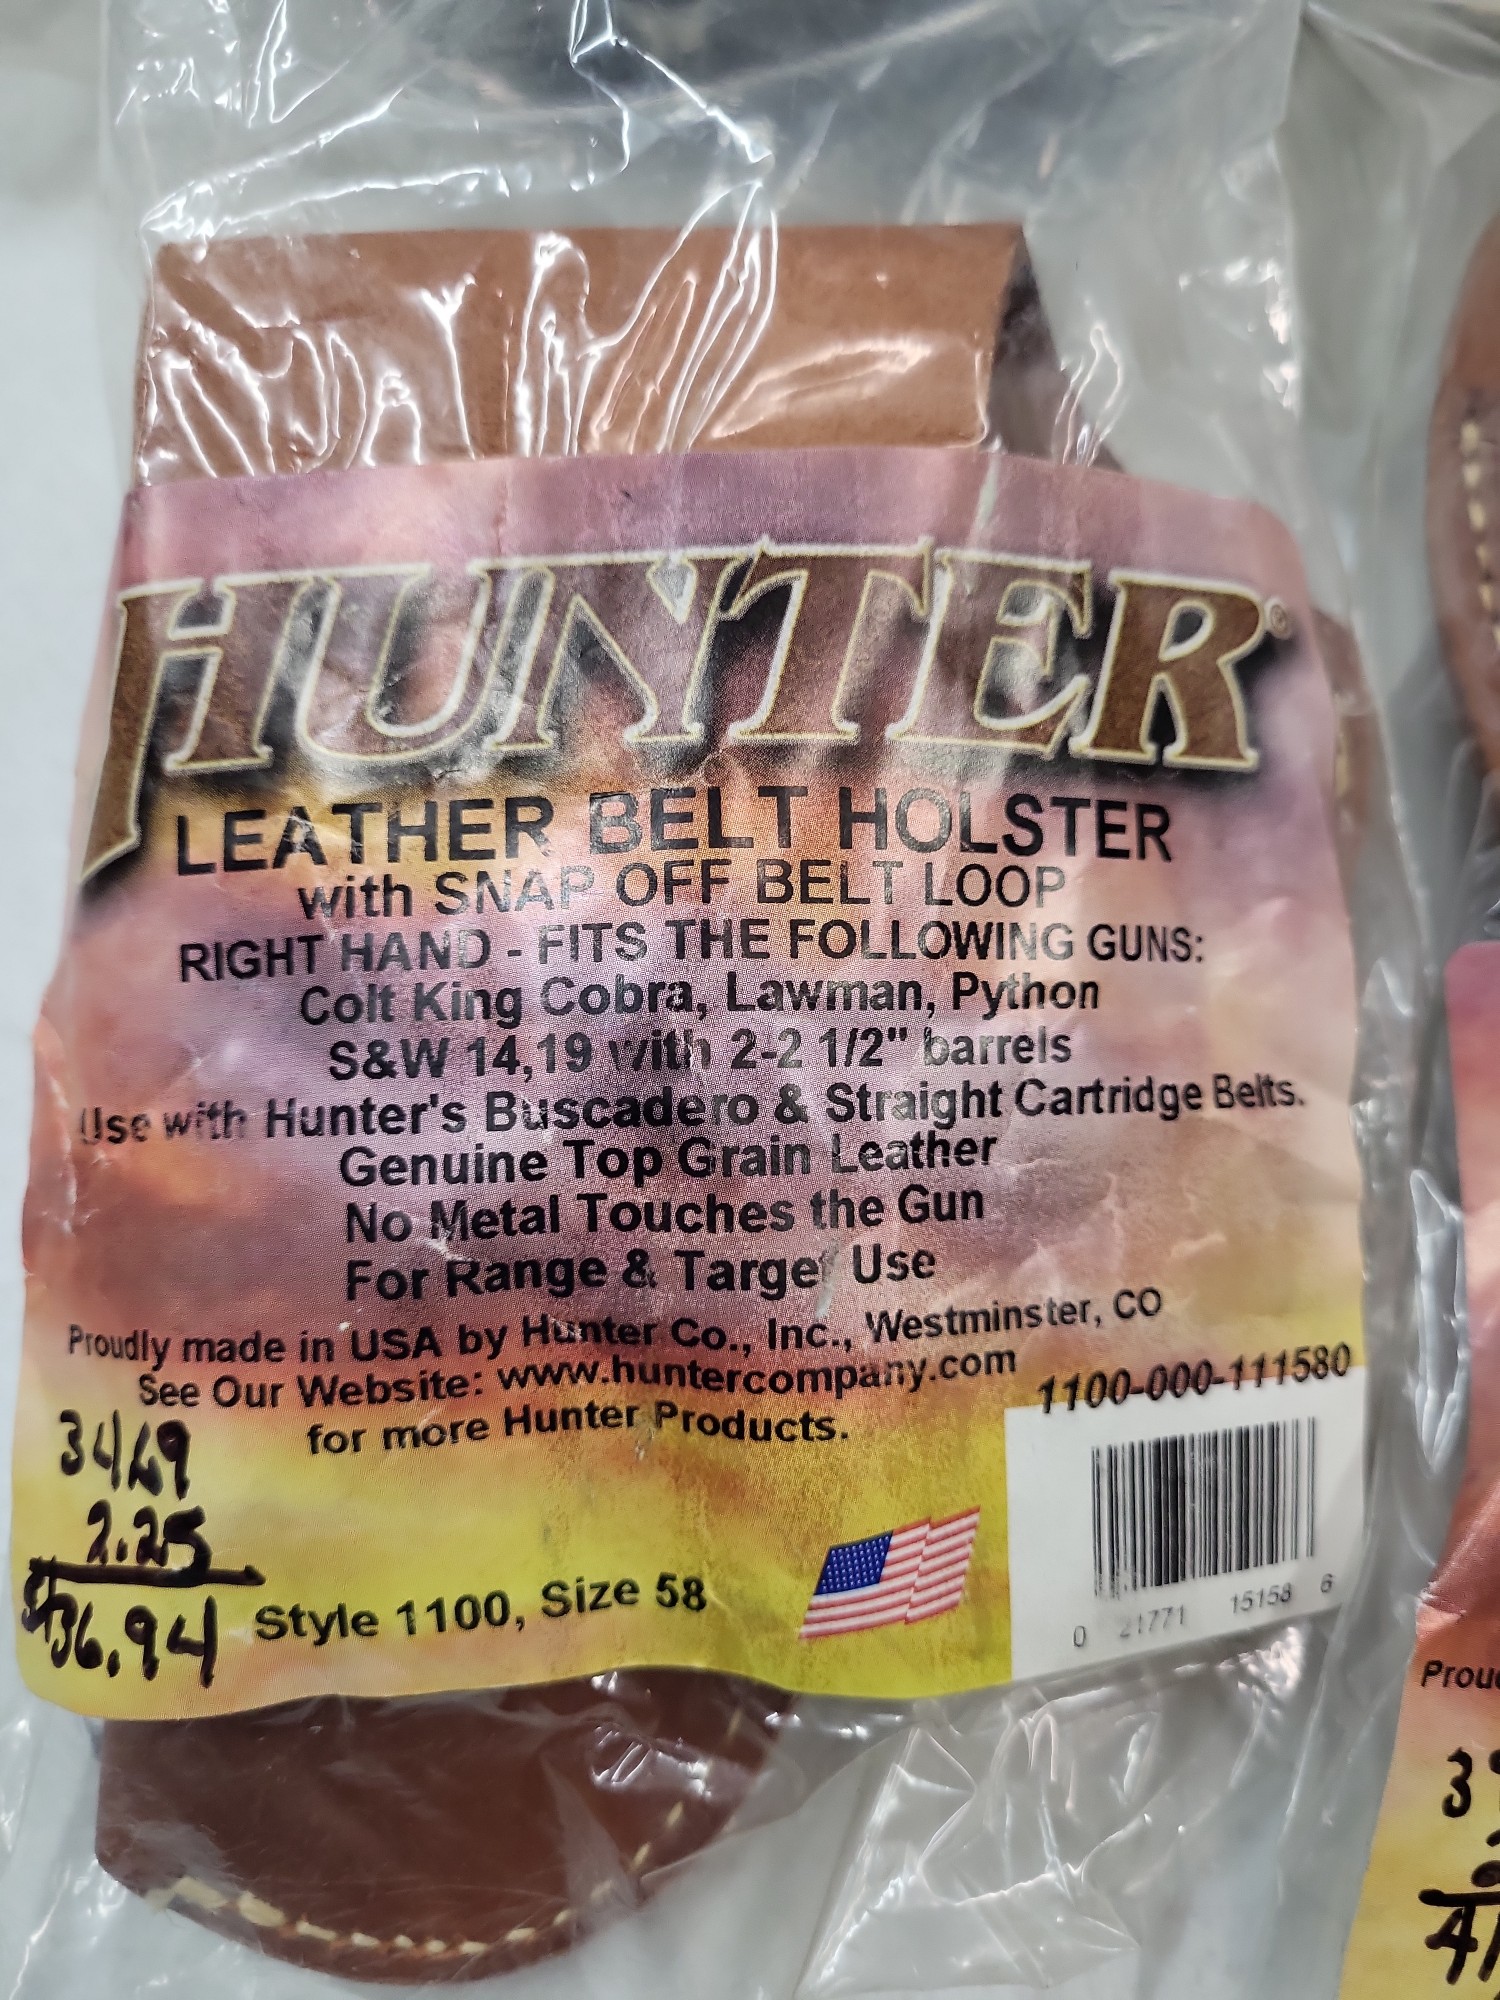 HUNTER®
LEATHER BELT HOLSTER
with SNAP OFF BELT LOOP
RIGHT HAND - FITS THE FOLLOWING GUNS:
Colt King Cobra, Lawman, Python
S&W 14,19 with 2-2 1/2" barrels
Use with Hunter's Buscadero & Straight Cartridge Belts.
Genuine Top Grain Leather
No Metal Touches the Gun
For Range & Target Use
Proudly made in USA by Hunter Co., Inc., Westminster, CO
See Our Website: www.huntercompany.com
for more Hunter Products.
1100-000-111580
3469
2.25
$36.94
Style 1100, Size 58
0 21771 15158 6
Prou
3
4